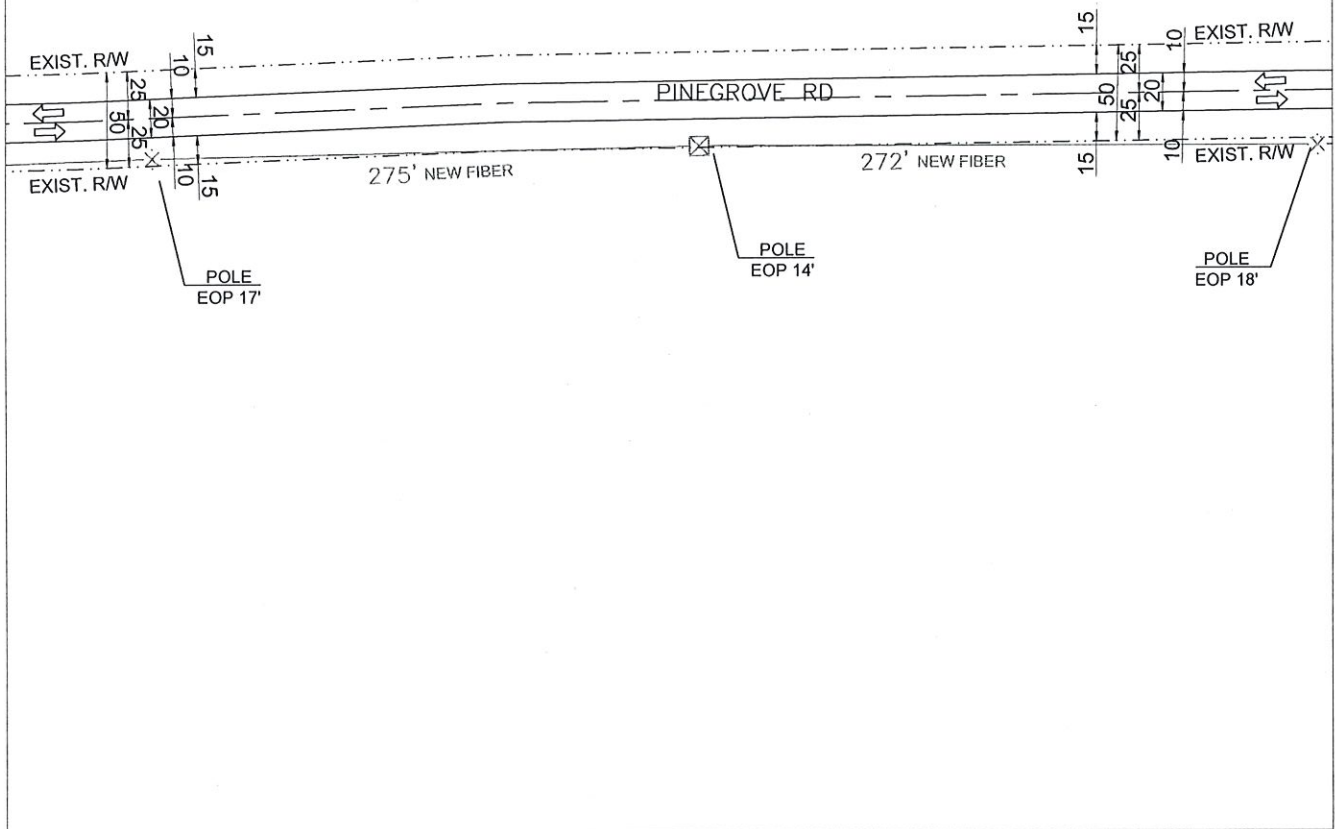 EXIST. R/W
15
10
25
50
20
25
10
15
EXIST. R/W
PINEGROVE RD
15
25
10
EXIST. R/W
50
20
25
15
10
EXIST. R/W
275' NEW FIBER
272' NEW FIBER
POLE
EOP 17'
POLE
EOP 14'
POLE
EOP 18'